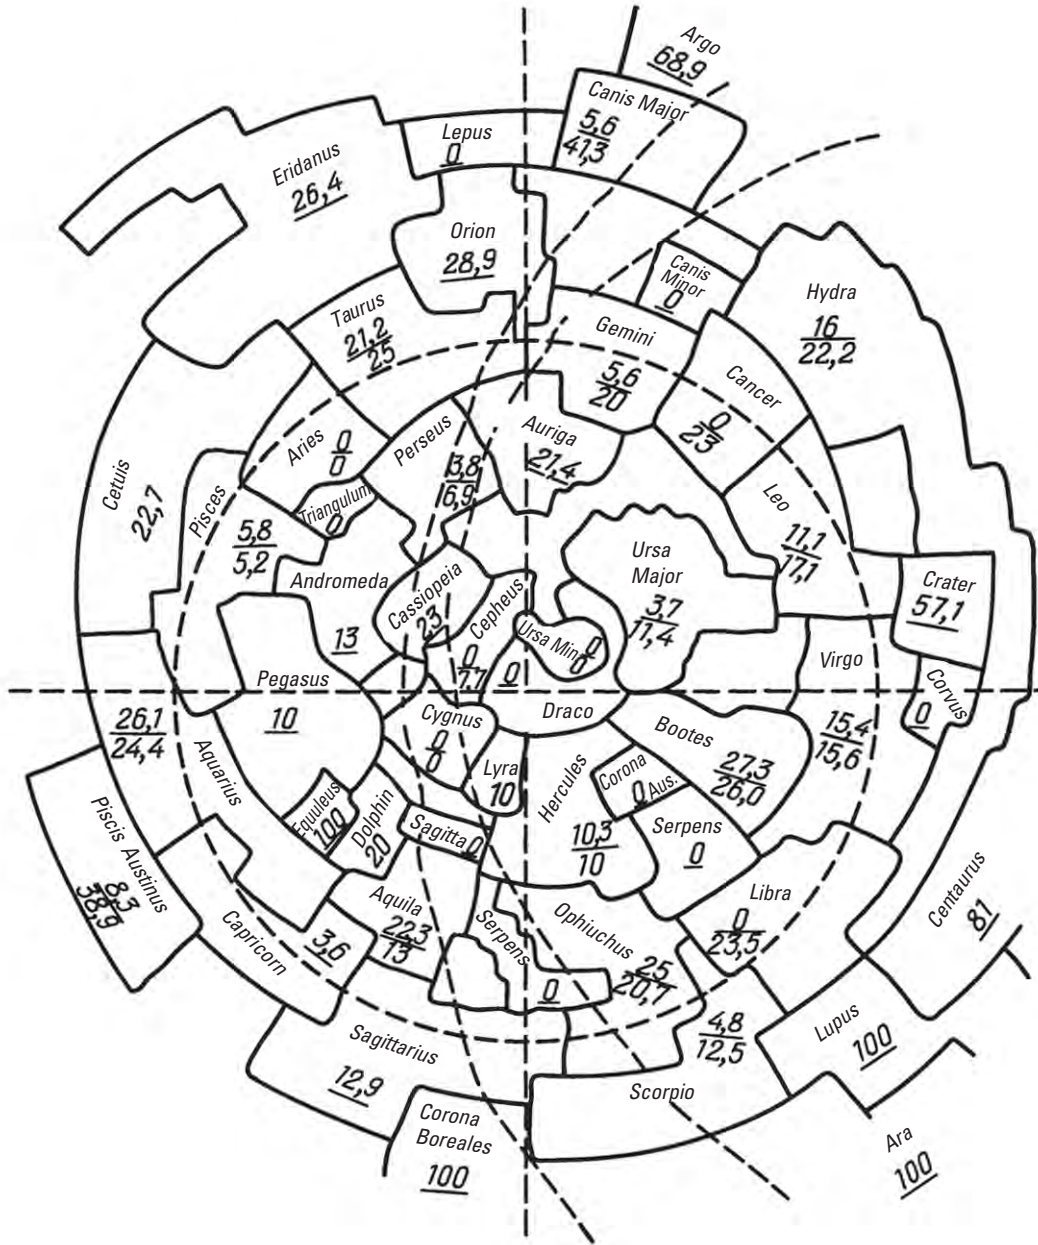 Argo
68,9
Canis Major
5,6
41,3
Lepus
0
Eridanus
26,4
Orion
28,9
Canis
Minor
0
Hydra
16
22,2
Taurus
21,2
25
Gemini
5,6
20
Cancer
0
23
Aries
0
0
Perseus
3,8
6,9
Auriga
21,4
Leo
11,1
17,1
Cetuis
22,7
Pisces
5,8
5,2
Triangulum
0
Andromeda
13
Cassiopeia
23
Cepheus
0
7,7
Ursa
Major
3,7
11,4
Ursa Min.
0
0
Crater
57,1
Virgo
15,4
15,6
Corvus
0
Pegasus
10
0
Draco
Cygnus
0
0
Lyra
10
Hercules
10,3
10
Corona
Aus.
0
Bootes
27,3
26,0
26,1
24,4
Aquarius
Equuleus
100
Dolphin
20
Sagitta
0
Serpens
0
Piscis Austinus
8,3
38,9
Capricorn
3,6
Aquila
22,3
13
Serpens
0
Ophiuchus
25
20,7
Libra
0
23,5
Centaurus
81
Sagittarius
12,9
4,8
12,5
Scorpio
Lupus
100
Corona
Boreales
100
Ara
100